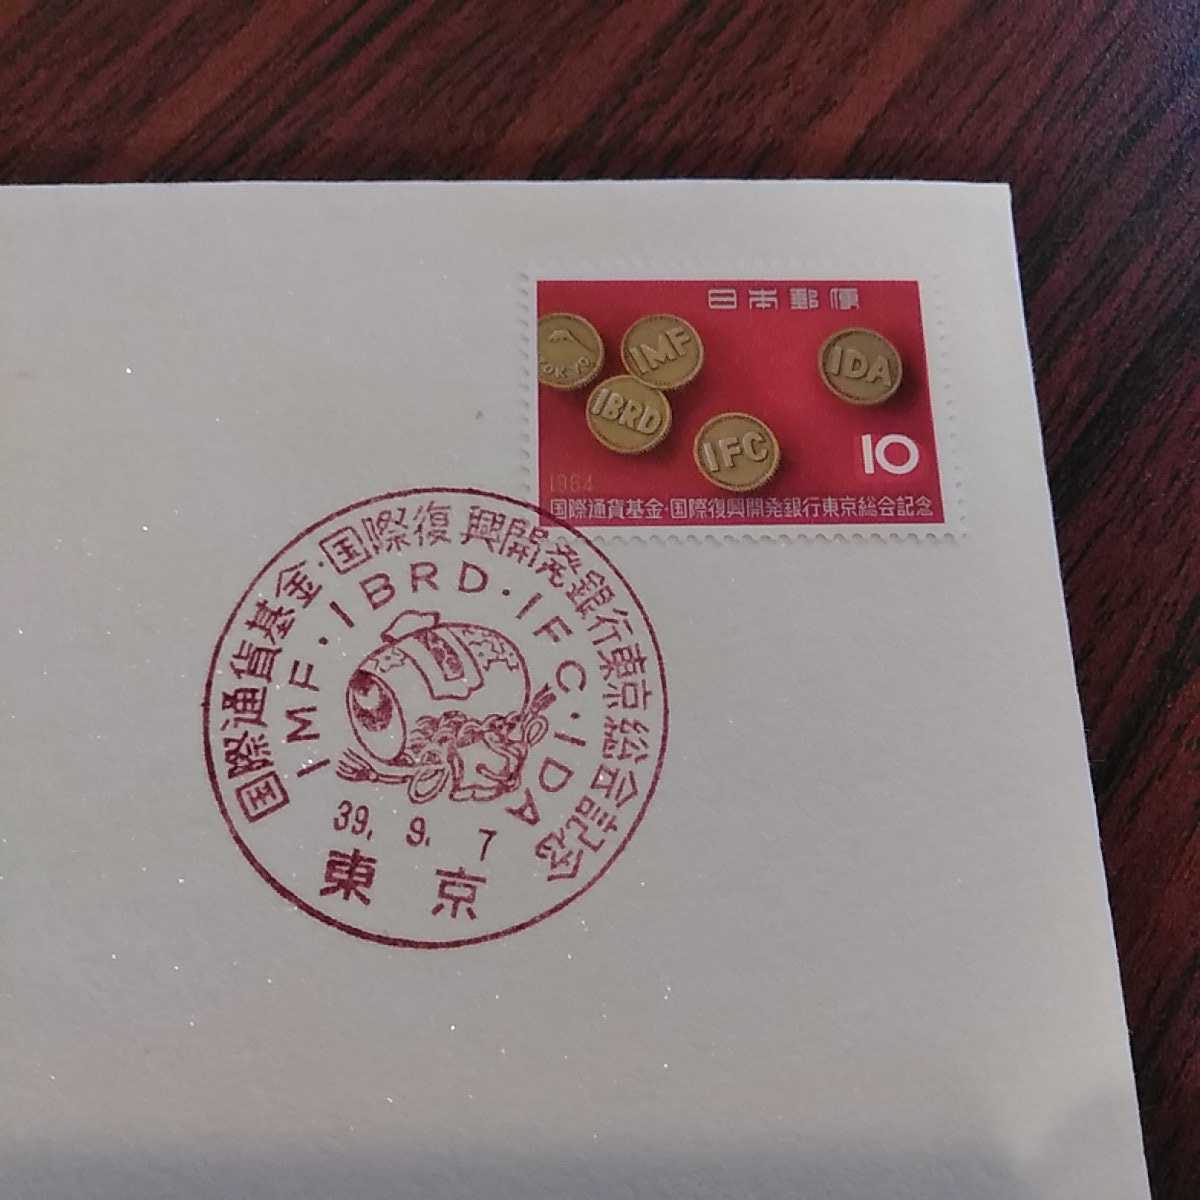 日本郵便
TOKYO
IMF
IBRD
IFC
IDA
10
1964
国際通貨基金・国際復興開発銀行東京総会記念
国際通貨基金・国際復興開発銀行東京総会記念
IMF・IBRD・IFC・IDA
39. 9. 7
東京